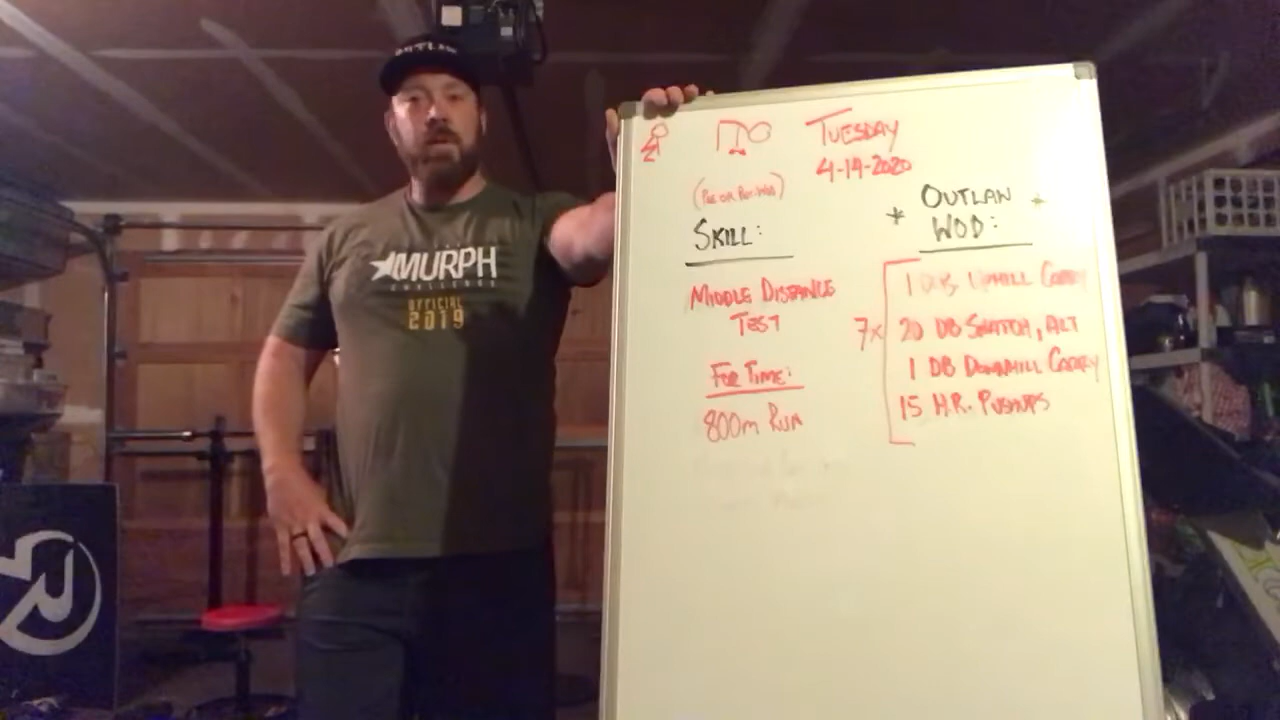 OUTLAW
MURPH
CHALLENGE
OFFICIAL
2019
TUESDAY
4-14-2020
(PRE OR POST WOD)
SKILL:
MIDDLE DISTANCE
TEST
FOR TIME:
800m RUN
* OUTLAW *
WOD:
7x
1 UPHILL CARRY
20 DB SNATCH, ALT
1 DB DOWNHILL CARRY
15 H.R. PUSHUPS